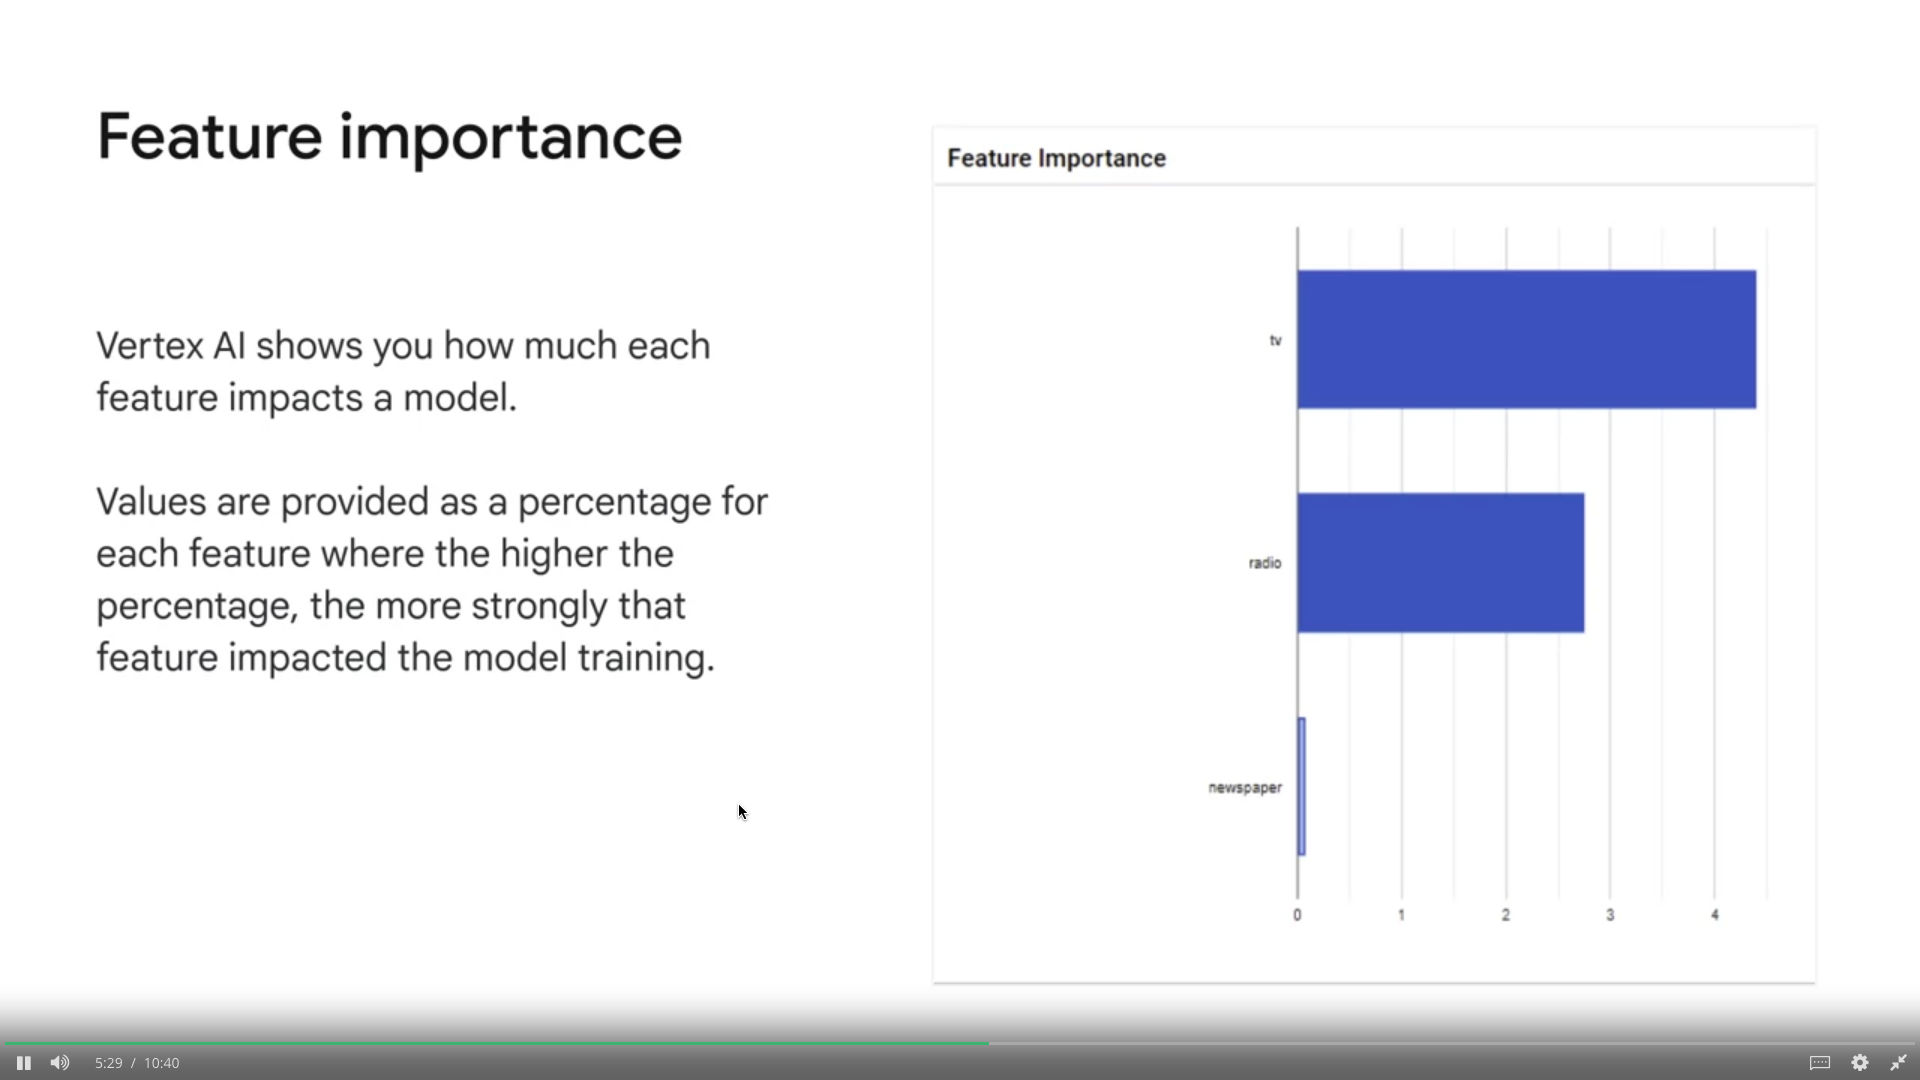 Feature importance
Vertex AI shows you how much each
feature impacts a model.
Values are provided as a percentage for
each feature where the higher the
percentage, the more strongly that
feature impacted the model training.
Feature Importance
tv
radio
newspaper
0 1 2 3 4
5:29 / 10:40